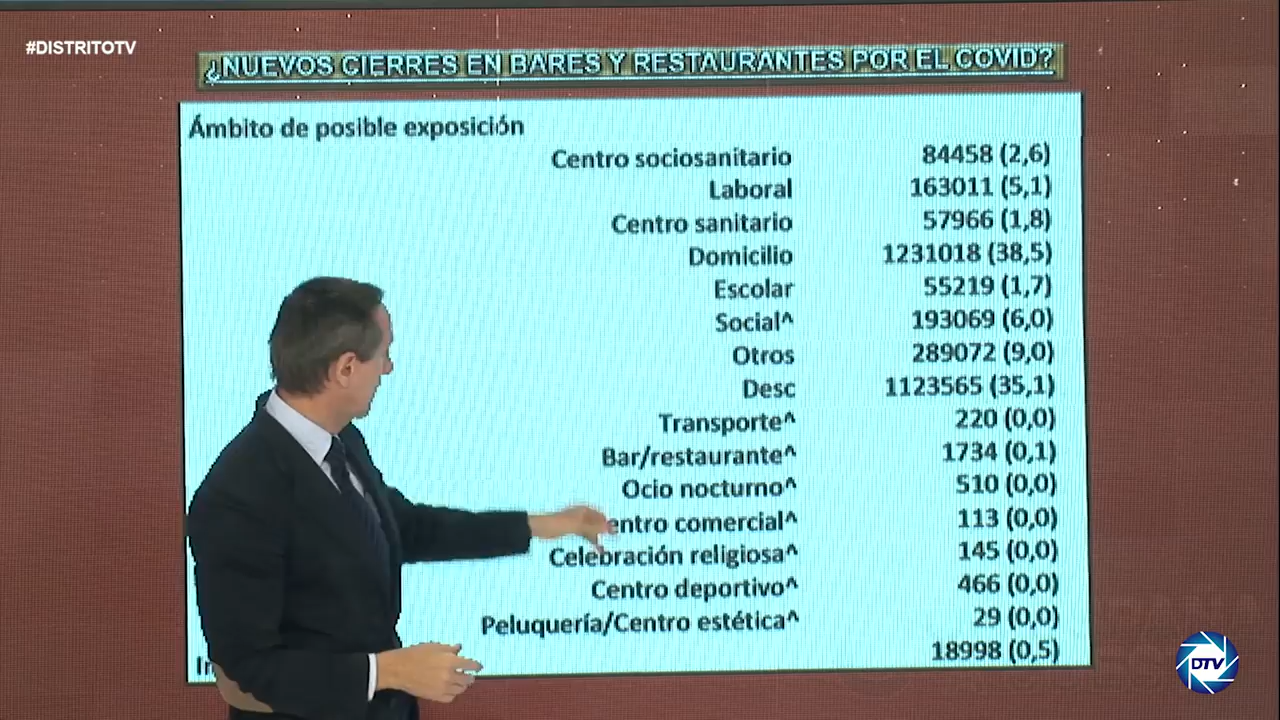 #DISTRITOTV
¿NUEVOS CIERRES EN BARES Y RESTAURANTES POR EL COVID?
Ámbito de posible exposición
Centro sociosanitario 84458 (2,6)
Laboral 163011 (5,1)
Centro sanitario 57966 (1,8)
Domicilio 1231018 (38,5)
Escolar 55219 (1,7)
Social^ 193069 (6,0)
Otros 289072 (9,0)
Desc 1123565 (35,1)
Transporte^ 220 (0,0)
Bar/restaurante^ 1734 (0,1)
Ocio nocturno^ 510 (0,0)
entro comercial^ 113 (0,0)
Celebración religiosa^ 145 (0,0)
Centro deportivo^ 466 (0,0)
Peluquería/Centro estética^ 29 (0,0)
18998 (0,5)
DTV